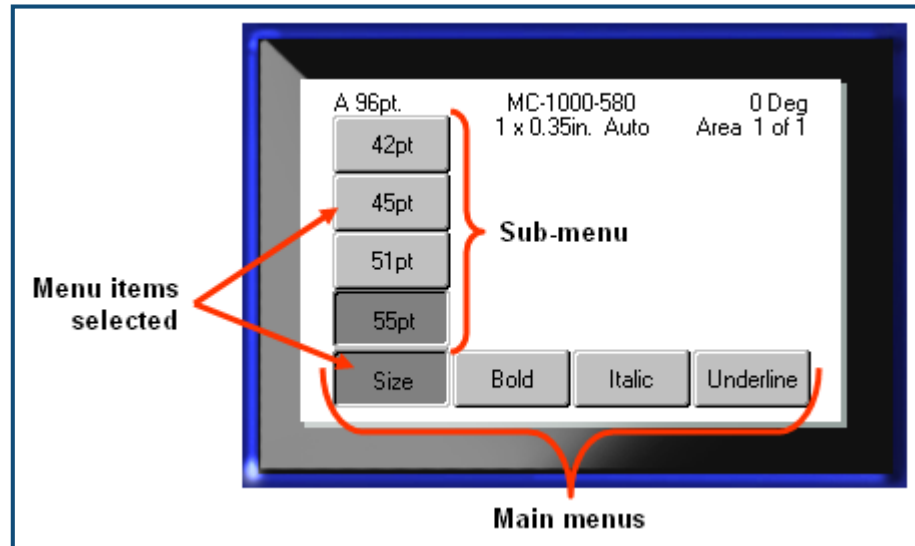 A 96pt. MC-1000-580 0 Deg
1 x 0.35in. Auto Area 1 of 1
42pt
45pt
Sub-menu
51pt
Menu items
selected
55pt
Size Bold Italic Underline
Main menus